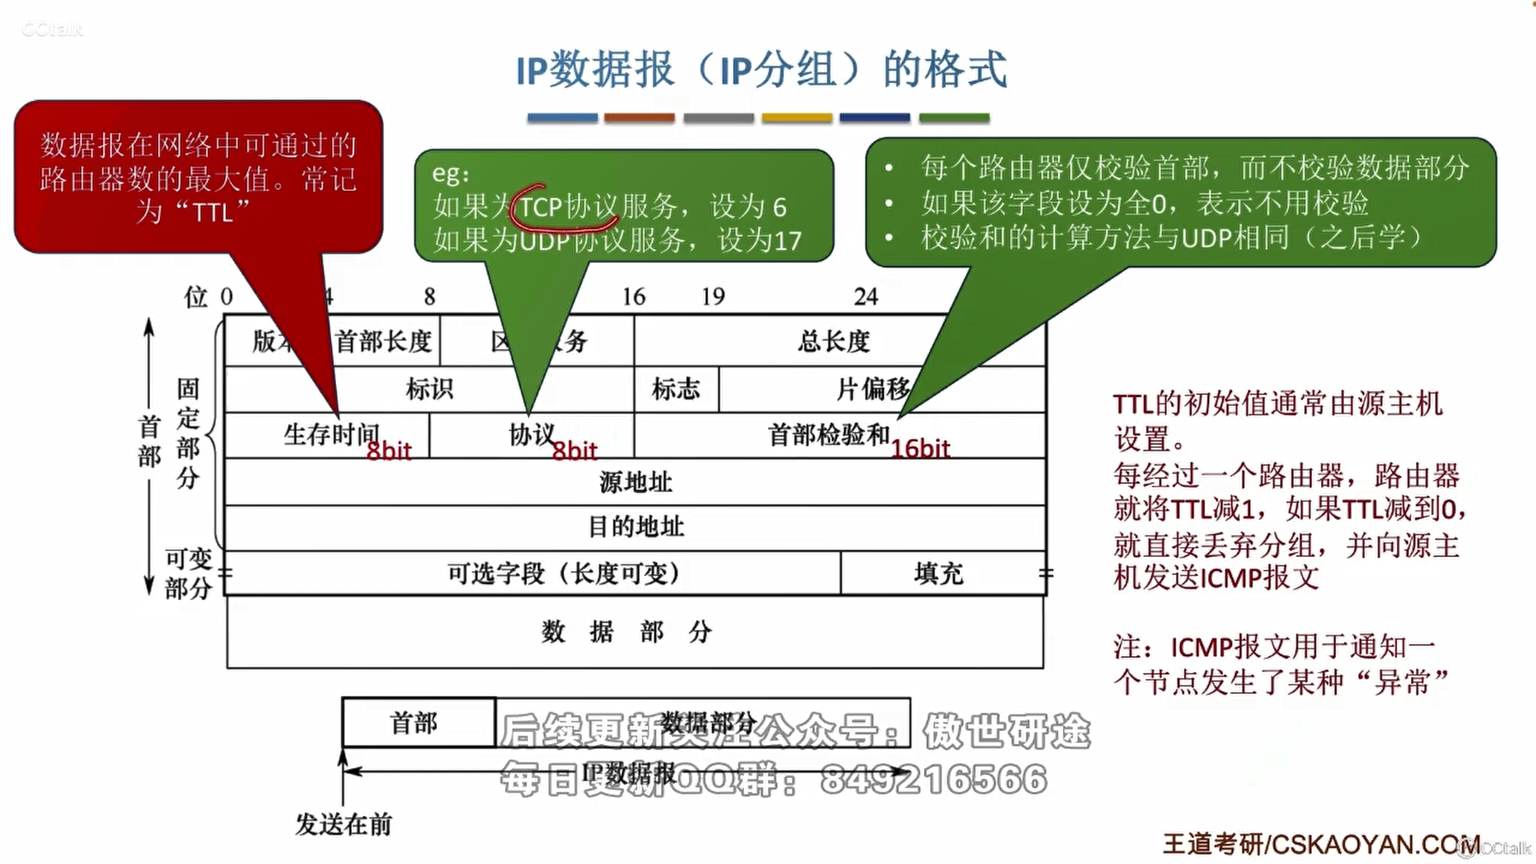 CCtalk
IP数据报（IP分组）的格式
数据报在网络中可通过的
路由器数的最大值。常记
为“TTL”
eg：
如果为TCP协议服务，设为 6
如果为UDP协议服务，设为17
• 每个路由器仅校验首部，而不校验数据部分
• 如果该字段设为全0，表示不用校验
• 校验和的计算方法与UDP相同（之后学）
位 0 4 8 16 19 24
版本 首部长度 区 务 总长度
标识 标志 片偏移
生存时间 8bit 协议 8bit 首部检验和 16bit
源地址
目的地址
可选字段（长度可变） 填充
数 据 部 分
首部
固定部分
可变
部分
TTL的初始值通常由源主机
设置。
每经过一个路由器，路由器
就将TTL减1，如果TTL减到0，
就直接丢弃分组，并向源主
机发送ICMP报文
注：ICMP报文用于通知一
个节点发生了某种“异常”
首部 数据部分
后续更新关注公众号：傲世研途
IP数据报
每日更新QQ群：849216566
发送在前
王道考研/CSKAOYAN.COM
CCtalk